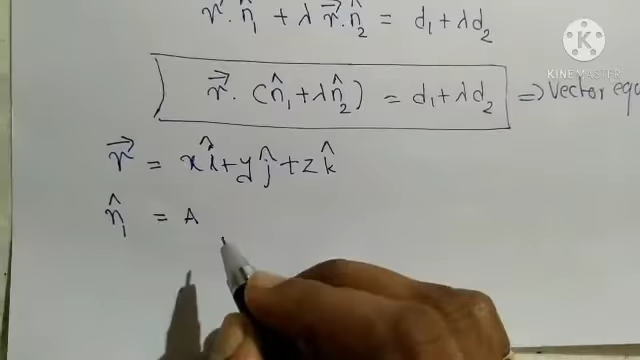 r⃗ . n̂₁ + λ r⃗ . n̂₂ = d₁ + λd₂
r⃗ . (n̂₁ + λn̂₂) = d₁ + λd₂ ⇒ Vector equ
r⃗ = xî + yĵ + zk̂
n̂₁ = A
KINEMASTER